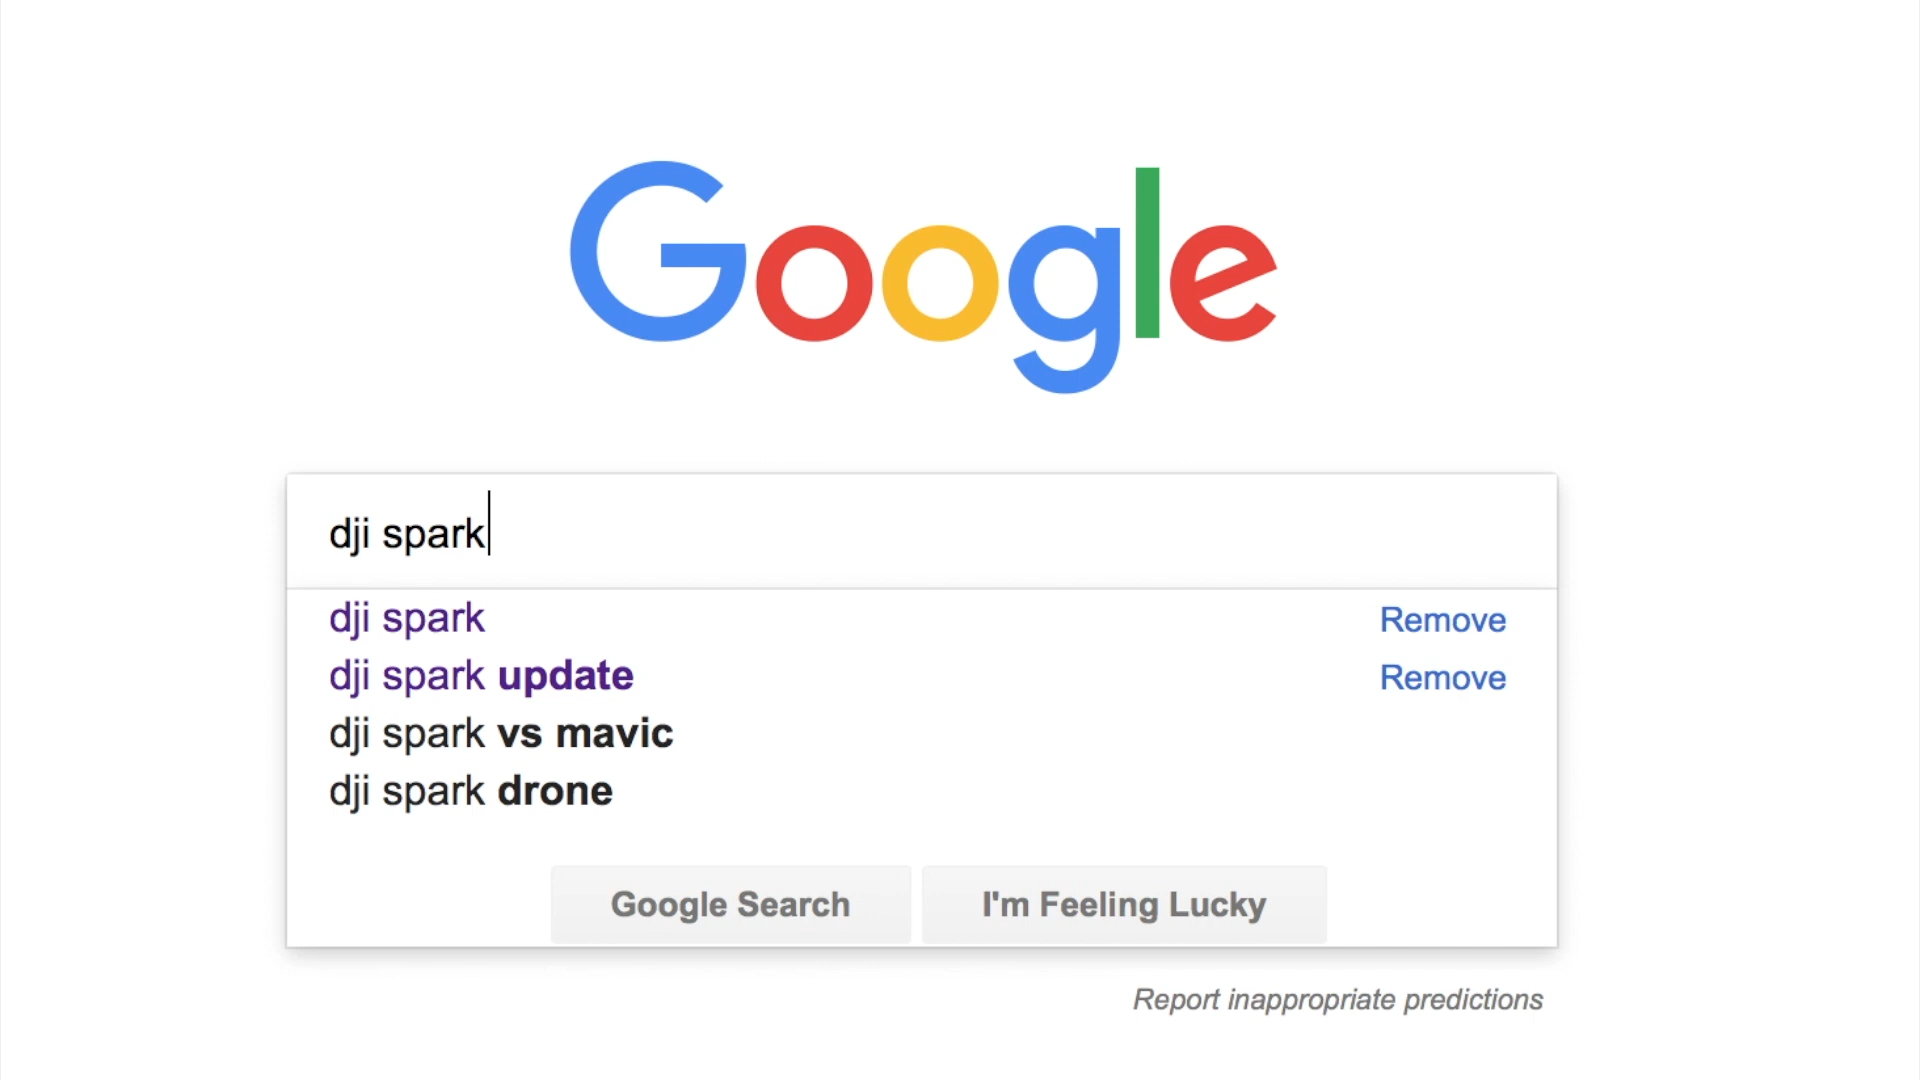 Google
dji spark
dji spark Remove
dji spark update Remove
dji spark vs mavic
dji spark drone
Google Search I'm Feeling Lucky
Report inappropriate predictions